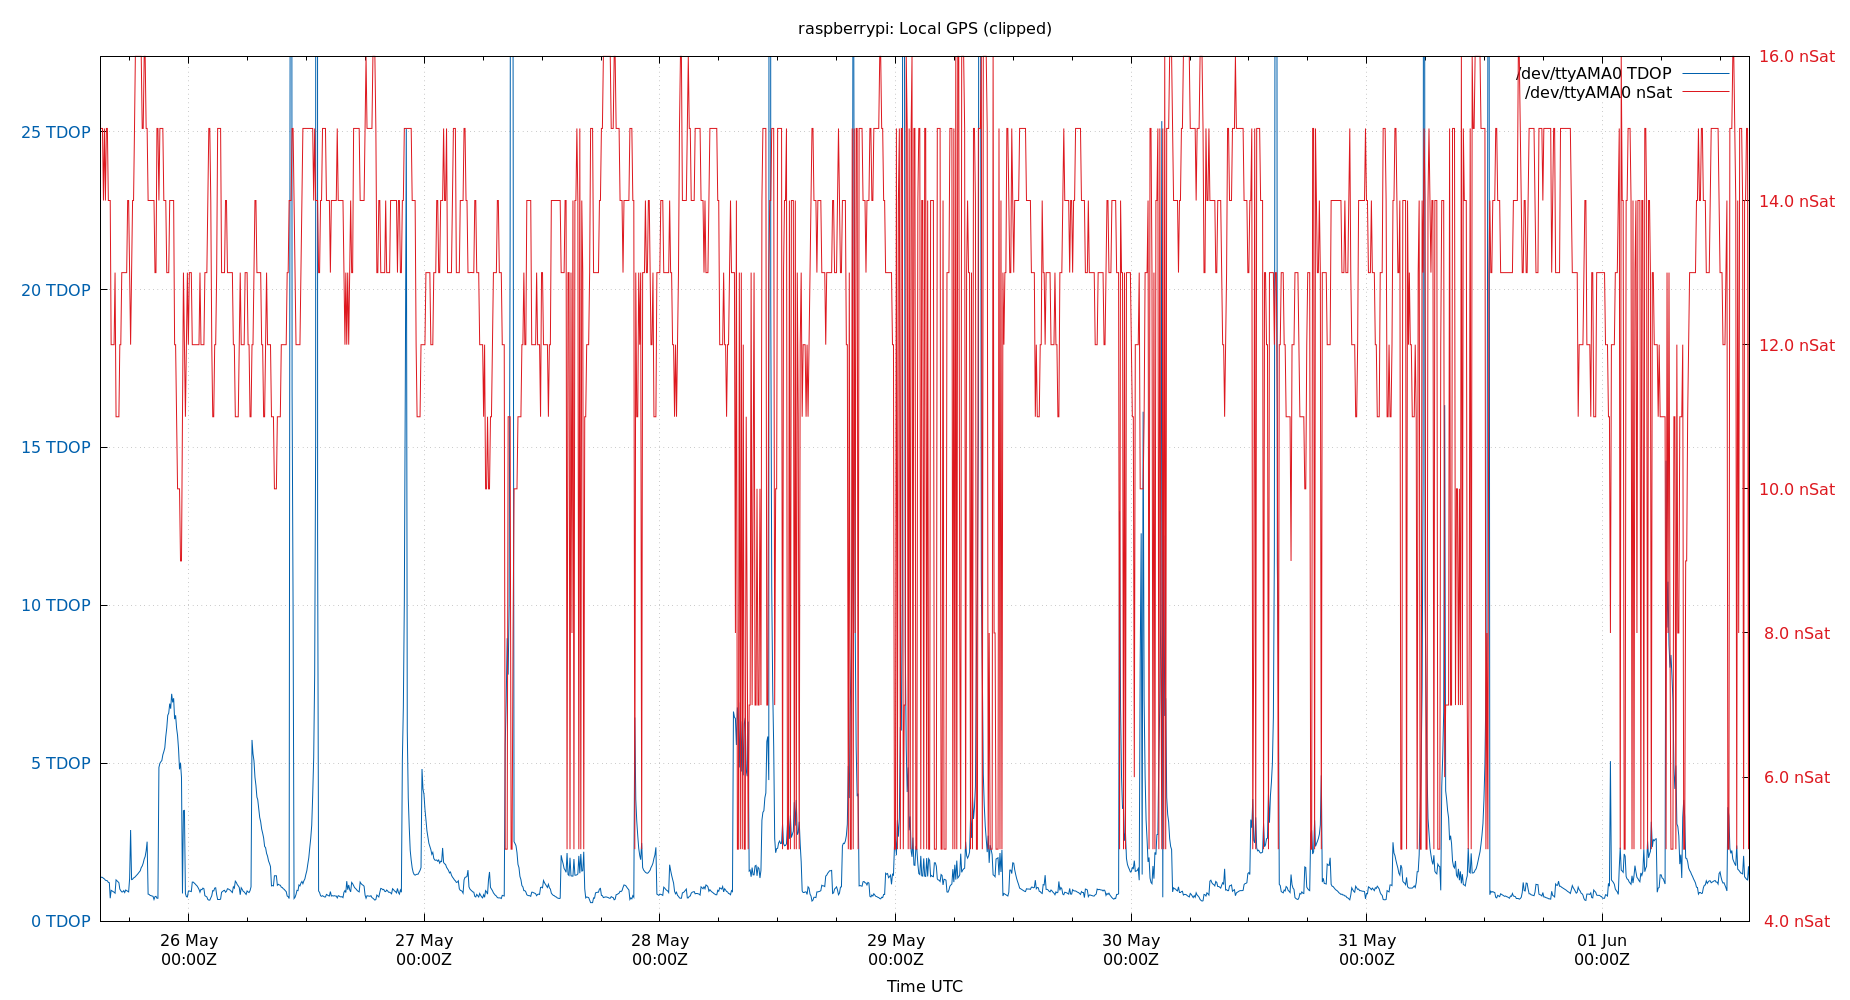 raspberrypi: Local GPS (clipped)
/dev/ttyAMA0 TDOP
/dev/ttyAMA0 nSat
25 TDOP
20 TDOP
15 TDOP
10 TDOP
5 TDOP
0 TDOP
16.0 nSat
14.0 nSat
12.0 nSat
10.0 nSat
8.0 nSat
6.0 nSat
4.0 nSat
26 May
00:00Z
27 May
00:00Z
28 May
00:00Z
29 May
00:00Z
30 May
00:00Z
31 May
00:00Z
01 Jun
00:00Z
Time UTC